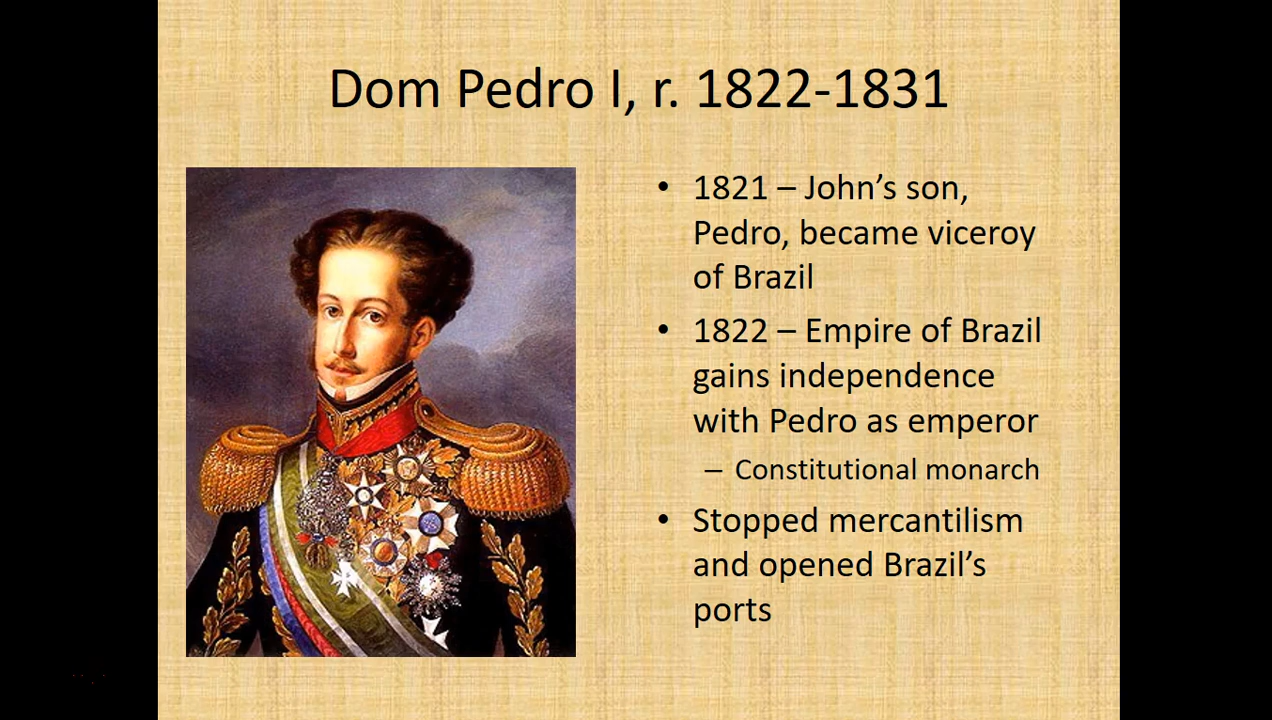 Dom Pedro I, r. 1822-1831
• 1821 – John’s son,
Pedro, became viceroy
of Brazil
• 1822 – Empire of Brazil
gains independence
with Pedro as emperor
– Constitutional monarch
• Stopped mercantilism
and opened Brazil’s
ports